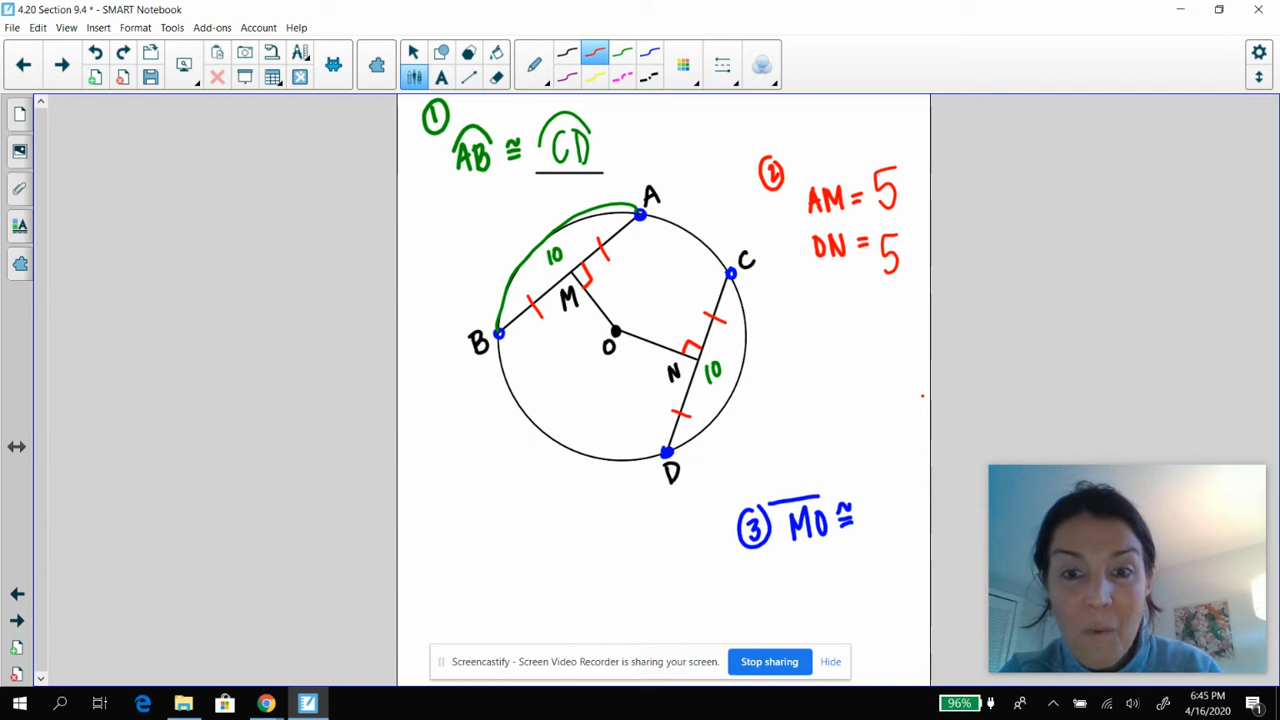 4.20 Section 9.4 * - SMART Notebook
File Edit View Insert Format Tools Add-ons Account Help
①
AB ≅ CD
②
AM = 5
DN = 5
A
10
C
M
B
O
N
10
D
③ MO ≅
Screencastify - Screen Video Recorder is sharing your screen.
Stop sharing
Hide
96%
6:45 PM
4/16/2020
1